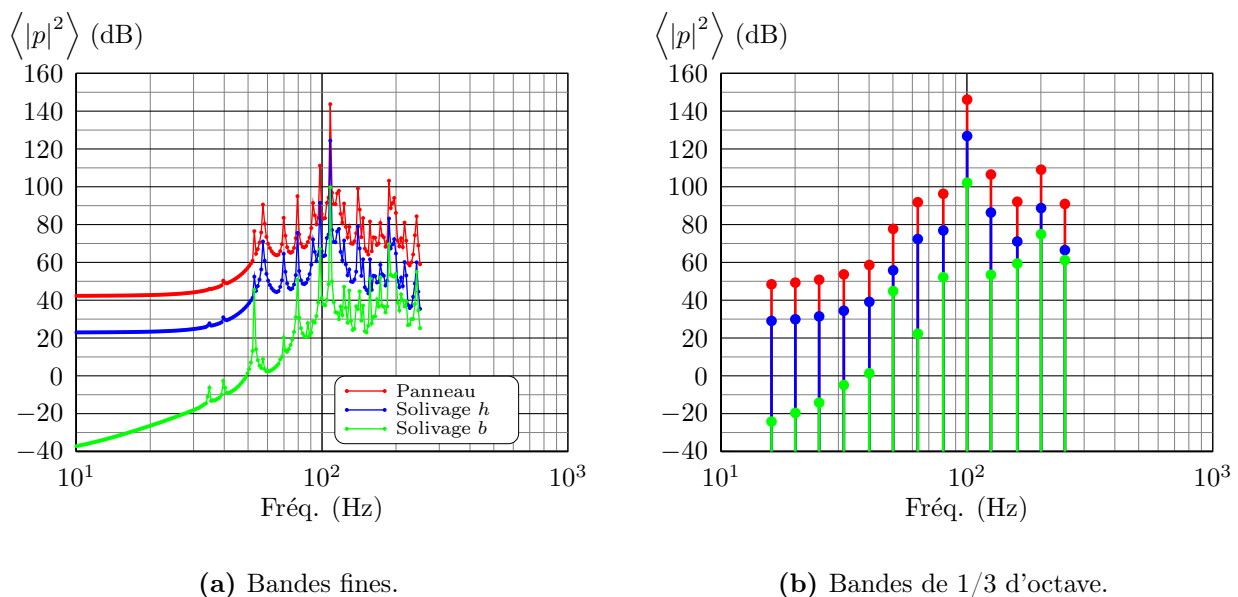 ⟨|p|²⟩ (dB)
160
140
120
100
80
60
40
20
0
−20
−40
10¹ 10² 10³
Fréq. (Hz)
Panneau
Solivage h
Solivage b
(a) Bandes fines.
⟨|p|²⟩ (dB)
160
140
120
100
80
60
40
20
0
−20
−40
10¹ 10² 10³
Fréq. (Hz)
(b) Bandes de 1/3 d'octave.